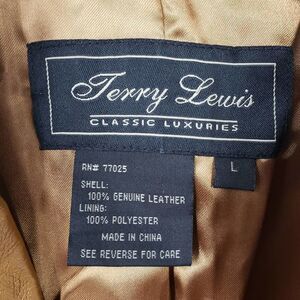 Terry Lewis
CLASSIC LUXURIES
L
RN# 77025
SHELL:
100% GENUINE LEATHER
LINING:
100% POLYESTER
MADE IN CHINA
SEE REVERSE FOR CARE